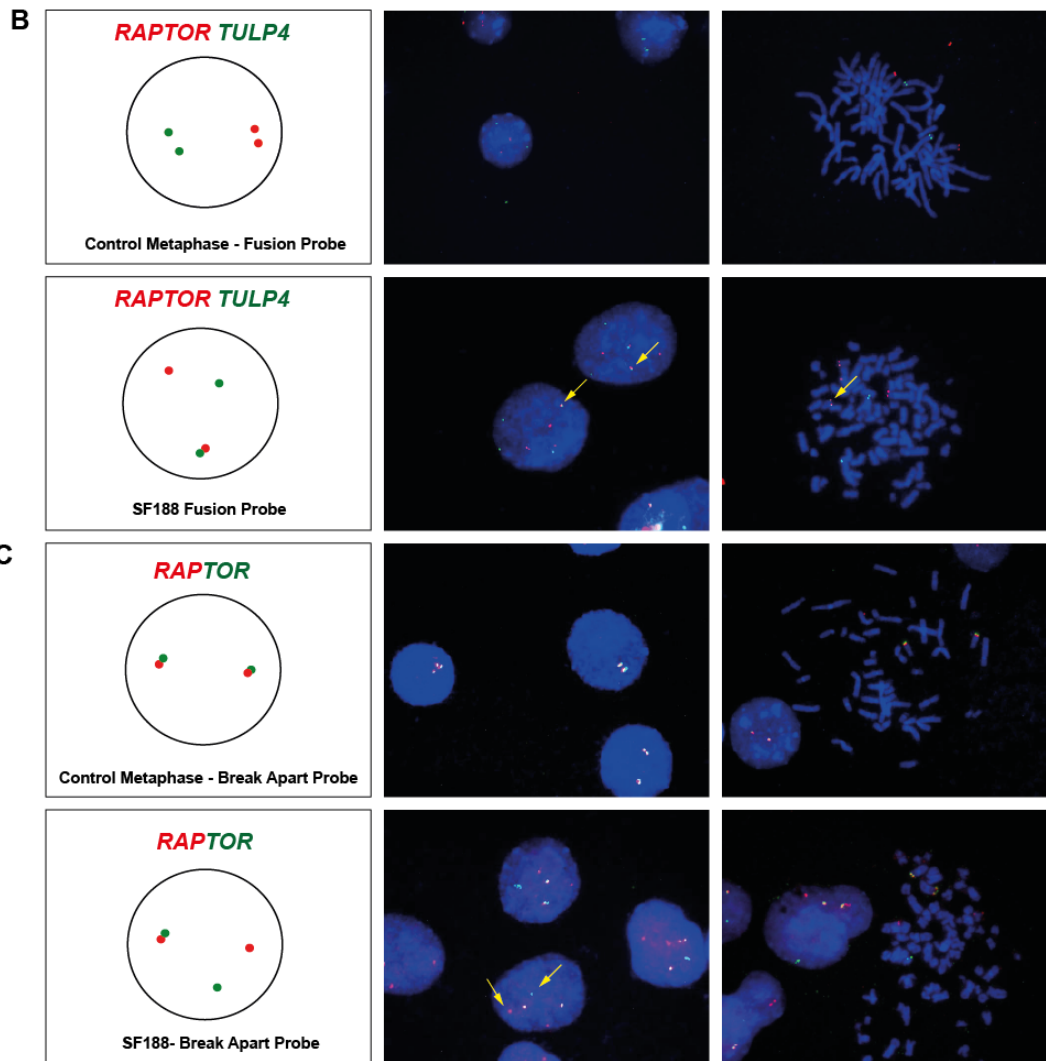 B
RAPTOR TULP4
Control Metaphase - Fusion Probe
RAPTOR TULP4
SF188 Fusion Probe
C
RAPTOR
Control Metaphase - Break Apart Probe
RAPTOR
SF188- Break Apart Probe